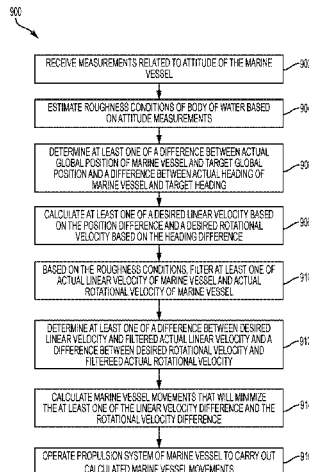 900
RECEIVE MEASUREMENTS RELATED TO ATTITUDE OF THE MARINE
VESSEL
ESTIMATE ROUGHNESS CONDITIONS OF BODY OF WATER BASED
ON ATTITUDE MEASUREMENTS
DETERMINE AT LEAST ONE OF A DIFFERENCE BETWEEN ACTUAL
GLOBAL POSITION OF MARINE VESSEL AND TARGET GLOBAL
POSITION AND A DIFFERENCE BETWEEN ACTUAL HEADING OF
MARINE VESSEL AND TARGET HEADING
CALCULATE AT LEAST ONE OF A DESIRED LINEAR VELOCITY BASED
ON THE POSITION DIFFERENCE AND A DESIRED ROTATIONAL
VELOCITY BASED ON THE HEADING DIFFERENCE
BASED ON THE ROUGHNESS CONDITIONS, FILTER AT LEAST ONE OF
ACTUAL LINEAR VELOCITY OF MARINE VESSEL AND ACTUAL
ROTATIONAL VELOCITY OF MARINE VESSEL
DETERMINE AT LEAST ONE OF A DIFFERENCE BETWEEN DESIRED
LINEAR VELOCITY AND FILTERED ACTUAL LINEAR VELOCITY AND A
DIFFERENCE BETWEEN DESIRED ROTATIONAL VELOCITY AND
FILTEREED ACTUAL ROTATIONAL VELOCITY
CALCULATE MARINE VESSEL MOVEMENTS THAT WILL MINIMIZE
THE AT LEAST ONE OF THE LINEAR VELOCITY DIFFERENCE AND THE
ROTATIONAL VELOCITY DIFFERENCE
OPERATE PROPULSION SYSTEM OF MARINE VESSEL TO CARRY OUT
CALCULATED MARINE VESSEL MOVEMENTS